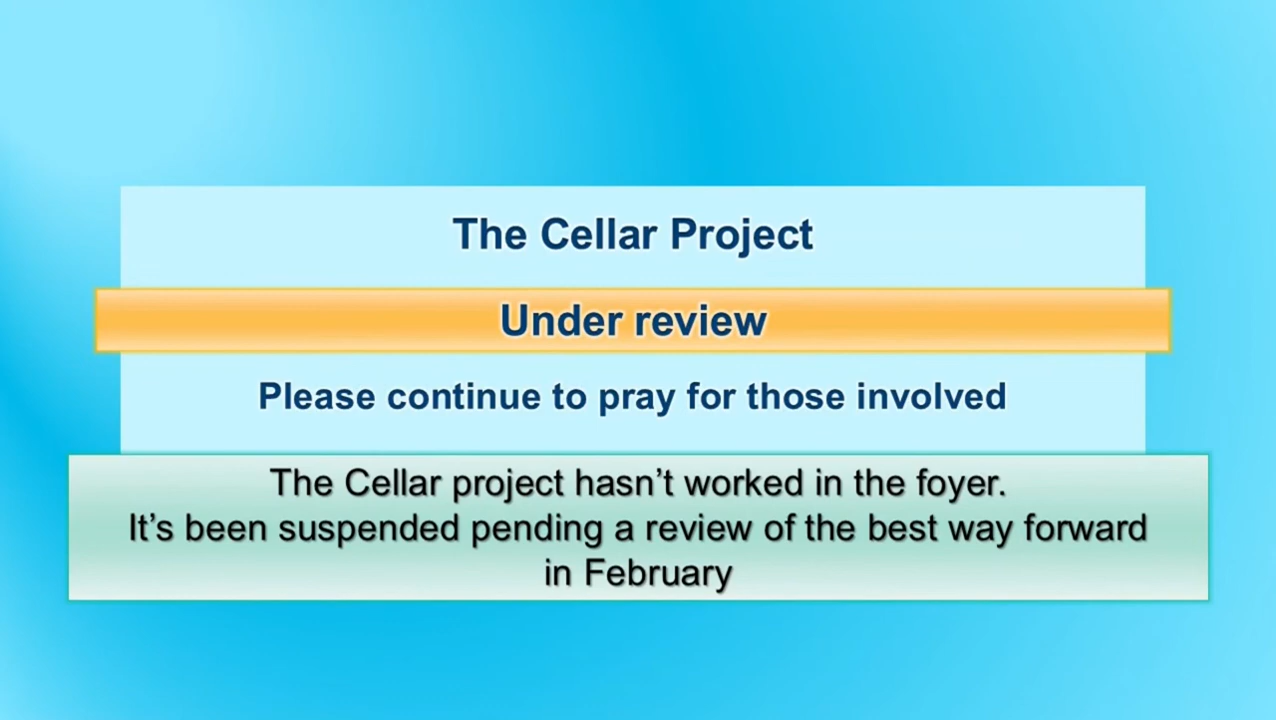 The Cellar Project
Under review
Please continue to pray for those involved
The Cellar project hasn’t worked in the foyer.
It’s been suspended pending a review of the best way forward
in February